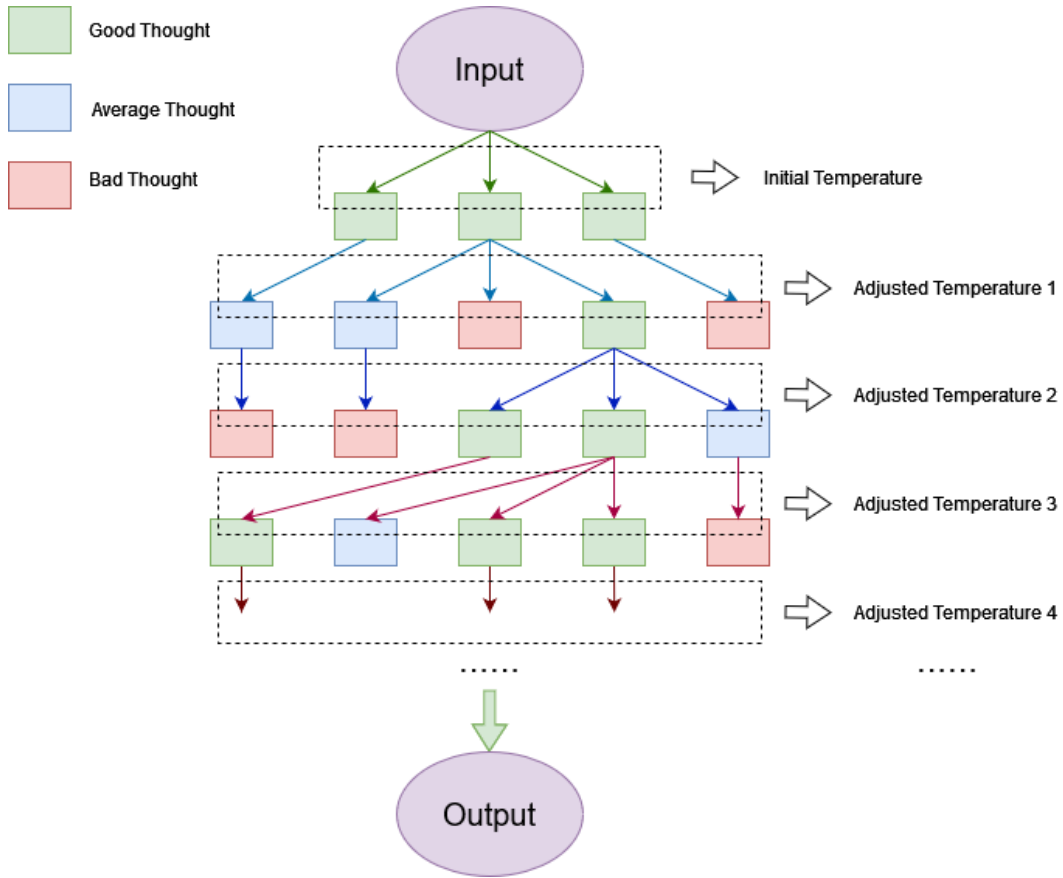 Good Thought
Average Thought
Bad Thought
Input
Initial Temperature
Adjusted Temperature 1
Adjusted Temperature 2
Adjusted Temperature 3
Adjusted Temperature 4
...... ......
Output